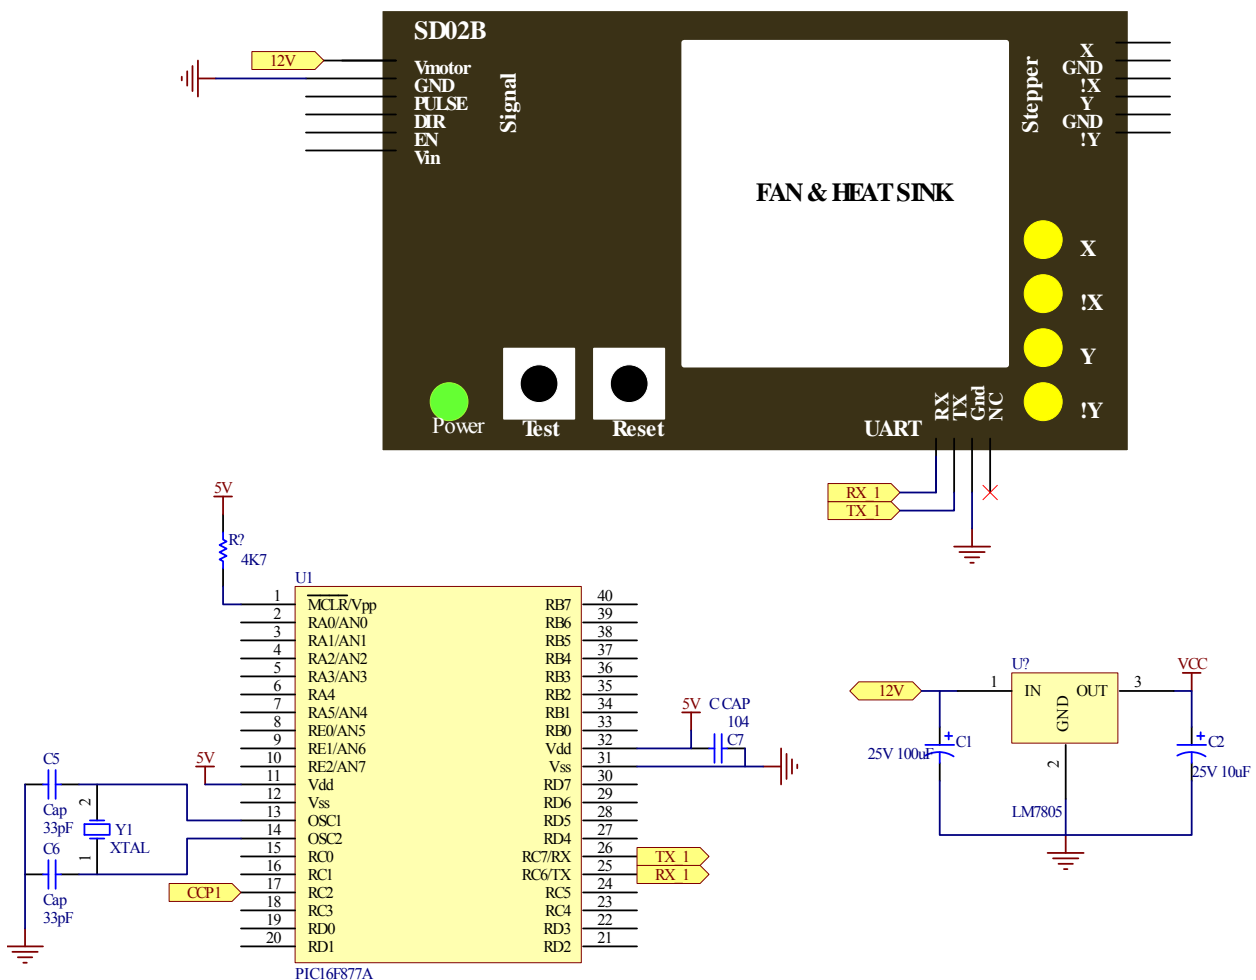 SD02B
12V
Vmotor
GND
PULSE
DIR
EN
Vin
Signal
FAN & HEAT SINK
Stepper
X
GND
!X
Y
GND
!Y
X
!X
Y
!Y
Power
Test
Reset
UART
RX
TX
Gnd
NC
RX_1
TX_1
5V
R?
4K7
U1
1 MCLR/Vpp RB7 40
2 RA0/AN0 RB6 39
3 RA1/AN1 RB5 38
4 RA2/AN2 RB4 37
5 RA3/AN3 RB3 36
6 RA4 RB2 35
7 RA5/AN4 RB1 34
8 RE0/AN5 RB0 33
9 RE1/AN6 Vdd 32
10 RE2/AN7 Vss 31
11 Vdd RD7 30
12 Vss RD6 29
13 OSC1 RD5 28
14 OSC2 RD4 27
15 RC0 RC7/RX 26
16 RC1 RC6/TX 25
17 RC2 RC5 24
18 RC3 RC4 23
19 RD0 RD3 22
20 RD1 RD2 21
PIC16F877A
5V
C5
Cap
33pF
2
Y1
XTAL
1
C6
Cap
33pF
CCP1
5V
C CAP
104
C7
TX_1
RX_1
U?
VCC
12V
1
IN
OUT
3
GND
2
C1
25V 100uF
C2
25V 10uF
LM7805